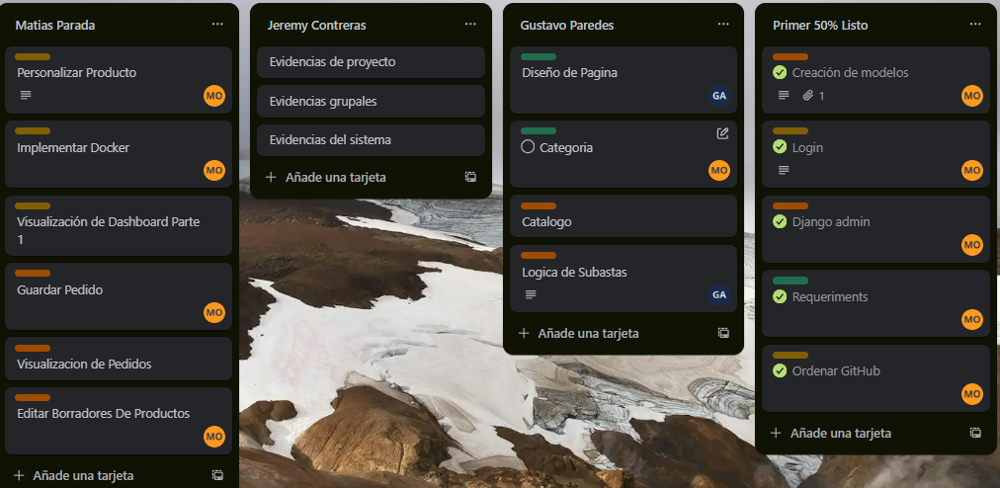 Matias Parada
Personalizar Producto
MO
Implementar Docker
MO
Visualización de Dashboard Parte
1
Guardar Pedido
MO
Visualizacion de Pedidos
Editar Borradores De Productos
MO
+ Añade una tarjeta
Jeremy Contreras
Evidencias de proyecto
Evidencias grupales
Evidencias del sistema
+ Añade una tarjeta
Gustavo Paredes
Diseño de Pagina
GA
Categoria
MO
Catalogo
Logica de Subastas
GA
+ Añade una tarjeta
Primer 50% Listo
Creación de modelos
1
MO
Login
MO
Django admin
MO
Requeriments
MO
Ordenar GitHub
MO
+ Añade una tarjeta